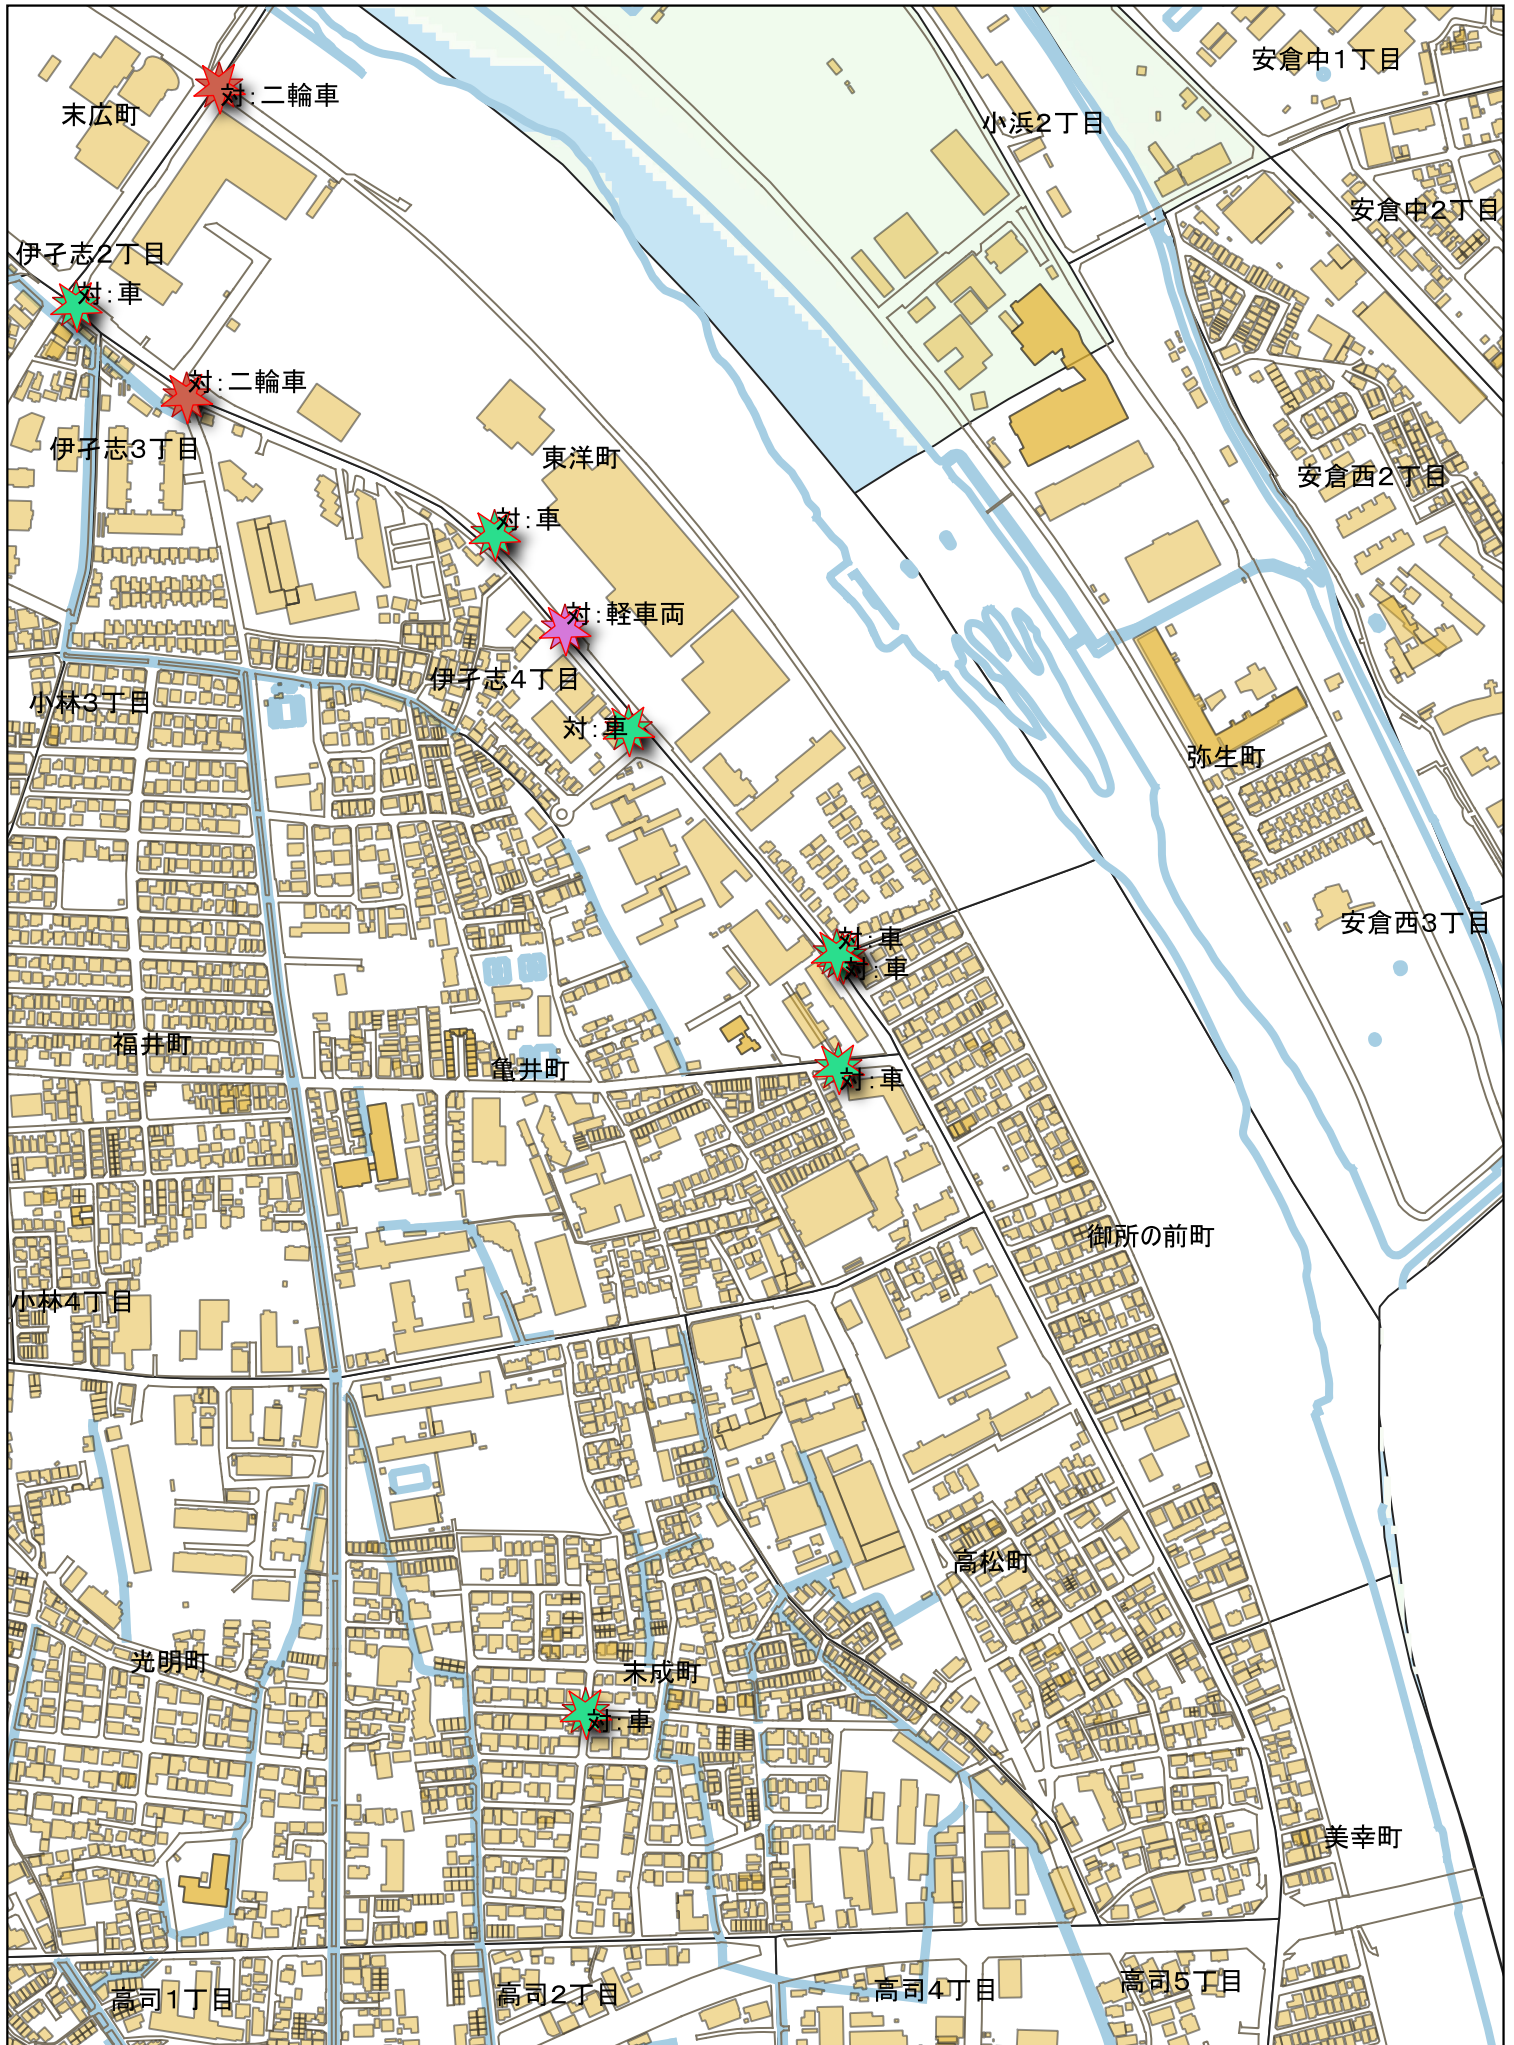 安倉中1丁目
対:二輪車
末広町
小浜2丁目
安倉中2丁目
伊孑志2丁目
対:車
対:二輪車
伊孑志3丁目
東洋町
安倉西2丁目
対:車
対:軽車両
伊孑志4丁目
小林3丁目
対:車
弥生町
安倉西3丁目
対:車
対:車
福井町
亀井町
対:車
御所の前町
小林4丁目
高松町
光明町
末成町
対:車
美幸町
高司5丁目
高司4丁目
高司2丁目
高司1丁目